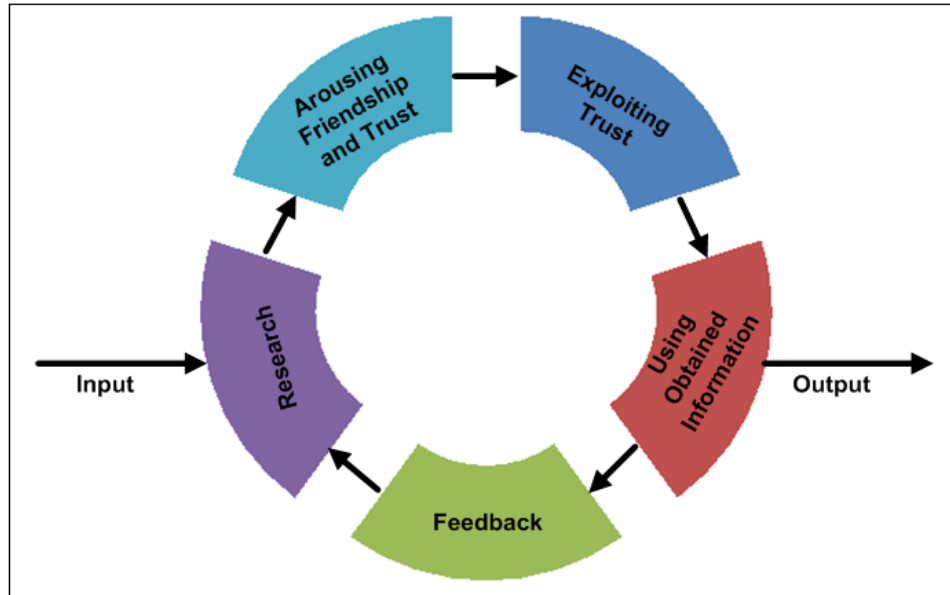 Arousing
Friendship
and Trust
Exploiting
Trust
Using
Obtained
Information
Output
Feedback
Research
Input